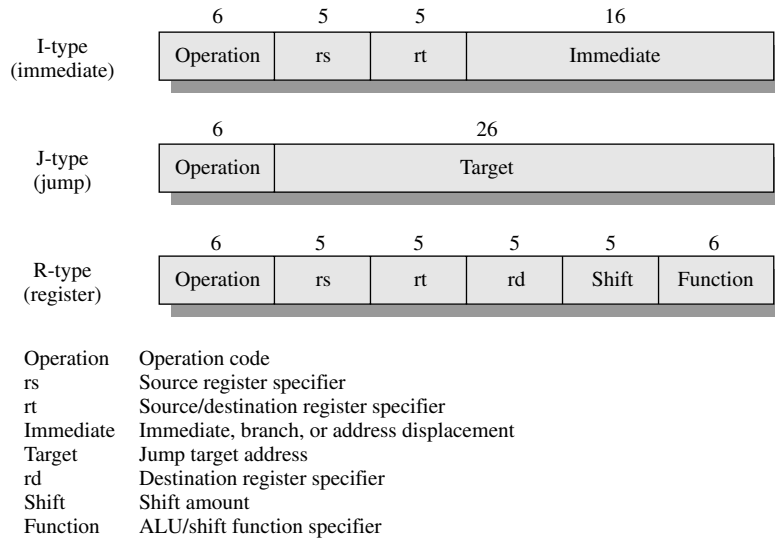 6 5 5 16
I-type
(immediate)
Operation rs rt Immediate
6 26
J-type
(jump)
Operation Target
6 5 5 5 5 6
R-type
(register)
Operation rs rt rd Shift Function
Operation Operation code
rs Source register specifier
rt Source/destination register specifier
Immediate Immediate, branch, or address displacement
Target Jump target address
rd Destination register specifier
Shift Shift amount
Function ALU/shift function specifier